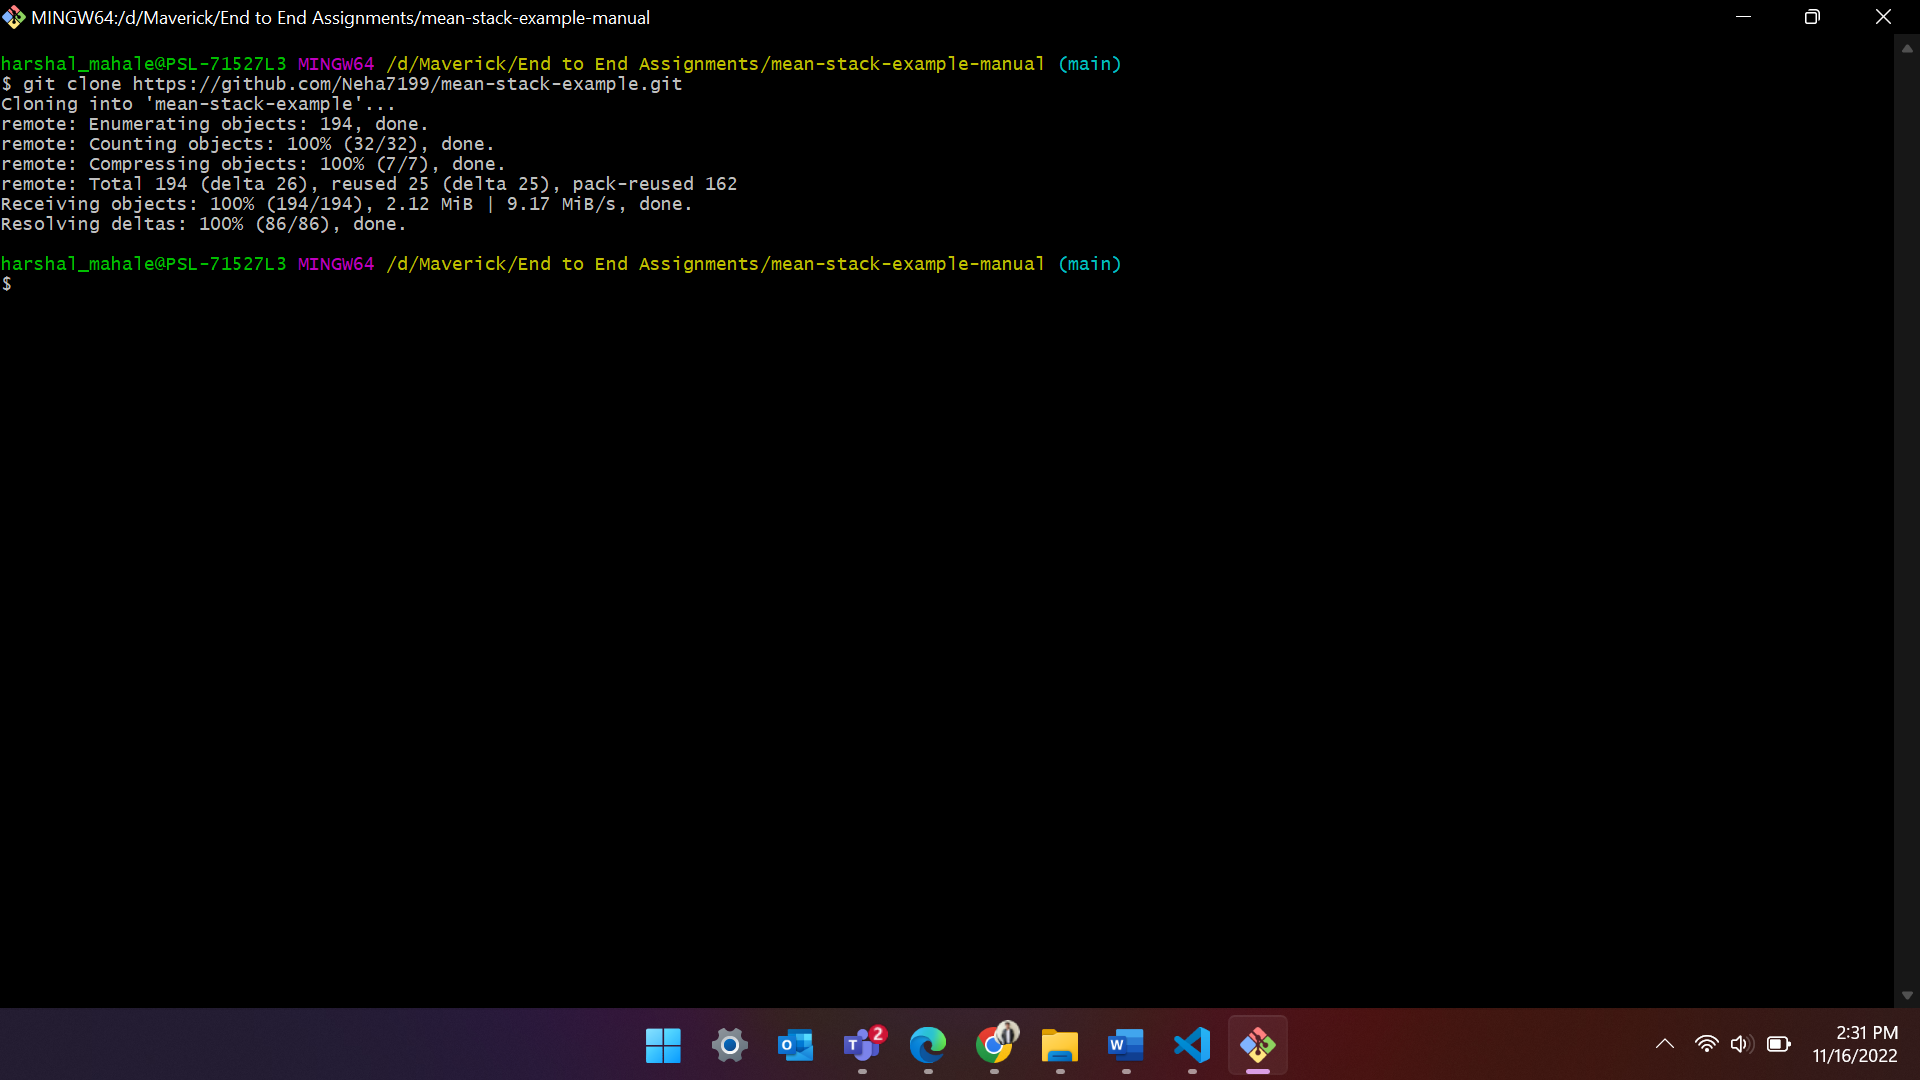 MINGW64:/d/Maverick/End to End Assignments/mean-stack-example-manual
harshal_mahale@PSL-71527L3 MINGW64 /d/Maverick/End to End Assignments/mean-stack-example-manual (main)
$ git clone https://github.com/Neha7199/mean-stack-example.git
Cloning into 'mean-stack-example'...
remote: Enumerating objects: 194, done.
remote: Counting objects: 100% (32/32), done.
remote: Compressing objects: 100% (7/7), done.
remote: Total 194 (delta 26), reused 25 (delta 25), pack-reused 162
Receiving objects: 100% (194/194), 2.12 MiB | 9.17 MiB/s, done.
Resolving deltas: 100% (86/86), done.
harshal_mahale@PSL-71527L3 MINGW64 /d/Maverick/End to End Assignments/mean-stack-example-manual (main)
$
O
T
2
W
2:31 PM
11/16/2022